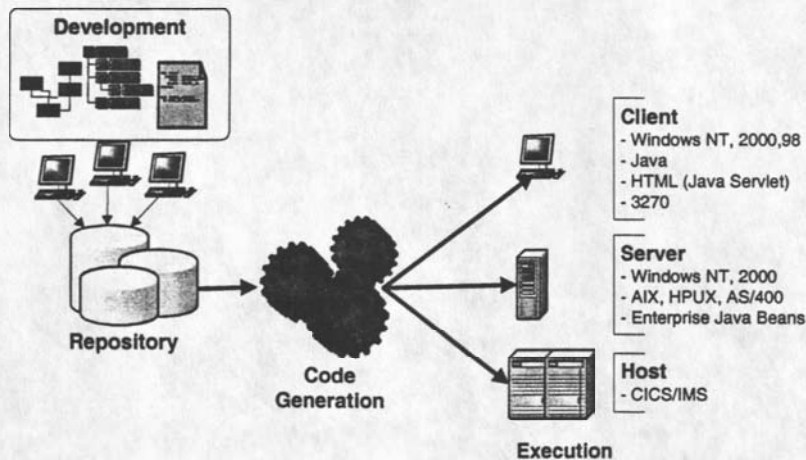 Development
Client
- Windows NT, 2000,98
- Java
- HTML (Java Servlet)
- 3270
Server
- Windows NT, 2000
- AIX, HPUX, AS/400
- Enterprise Java Beans
Repository
Code
Generation
Host
- CICS/IMS
Execution